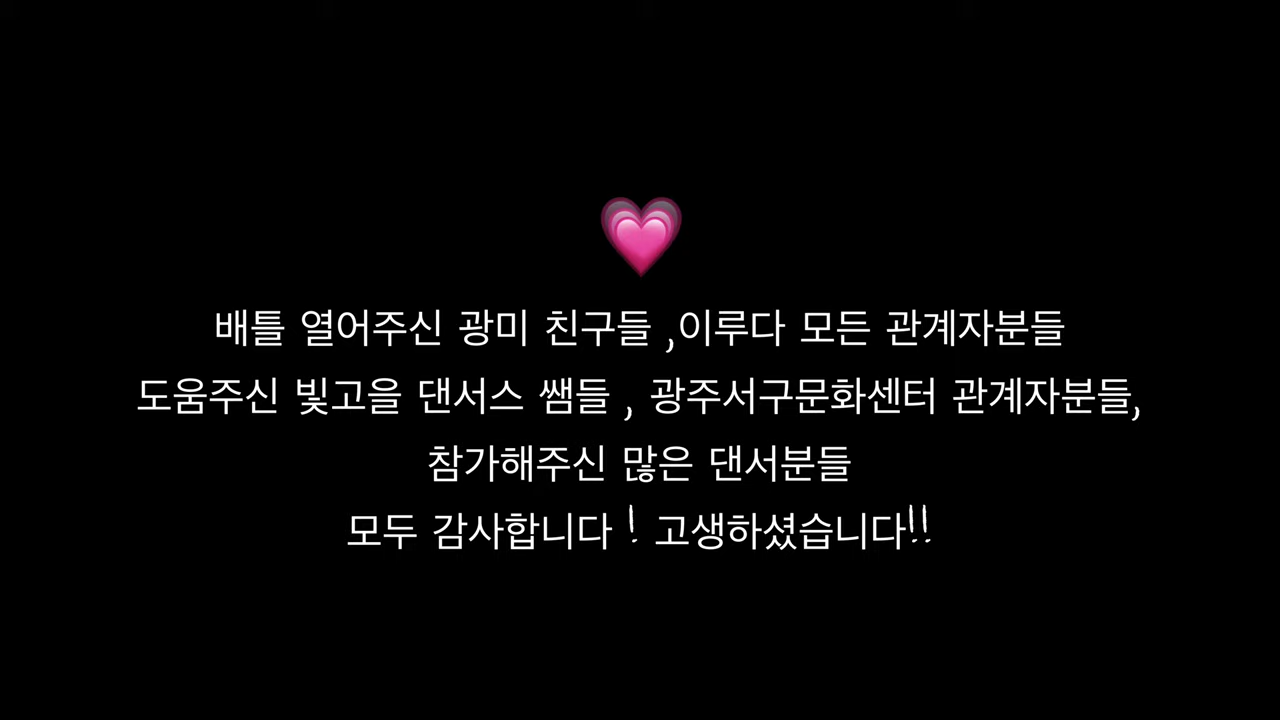 배틀 열어주신 광미 친구들 ,이루다 모든 관계자분들
도움주신 빛고을 댄서스 쌤들 , 광주서구문화센터 관계자분들,
참가해주신 많은 댄서분들
모두 감사합니다 ! 고생하셨습니다!!